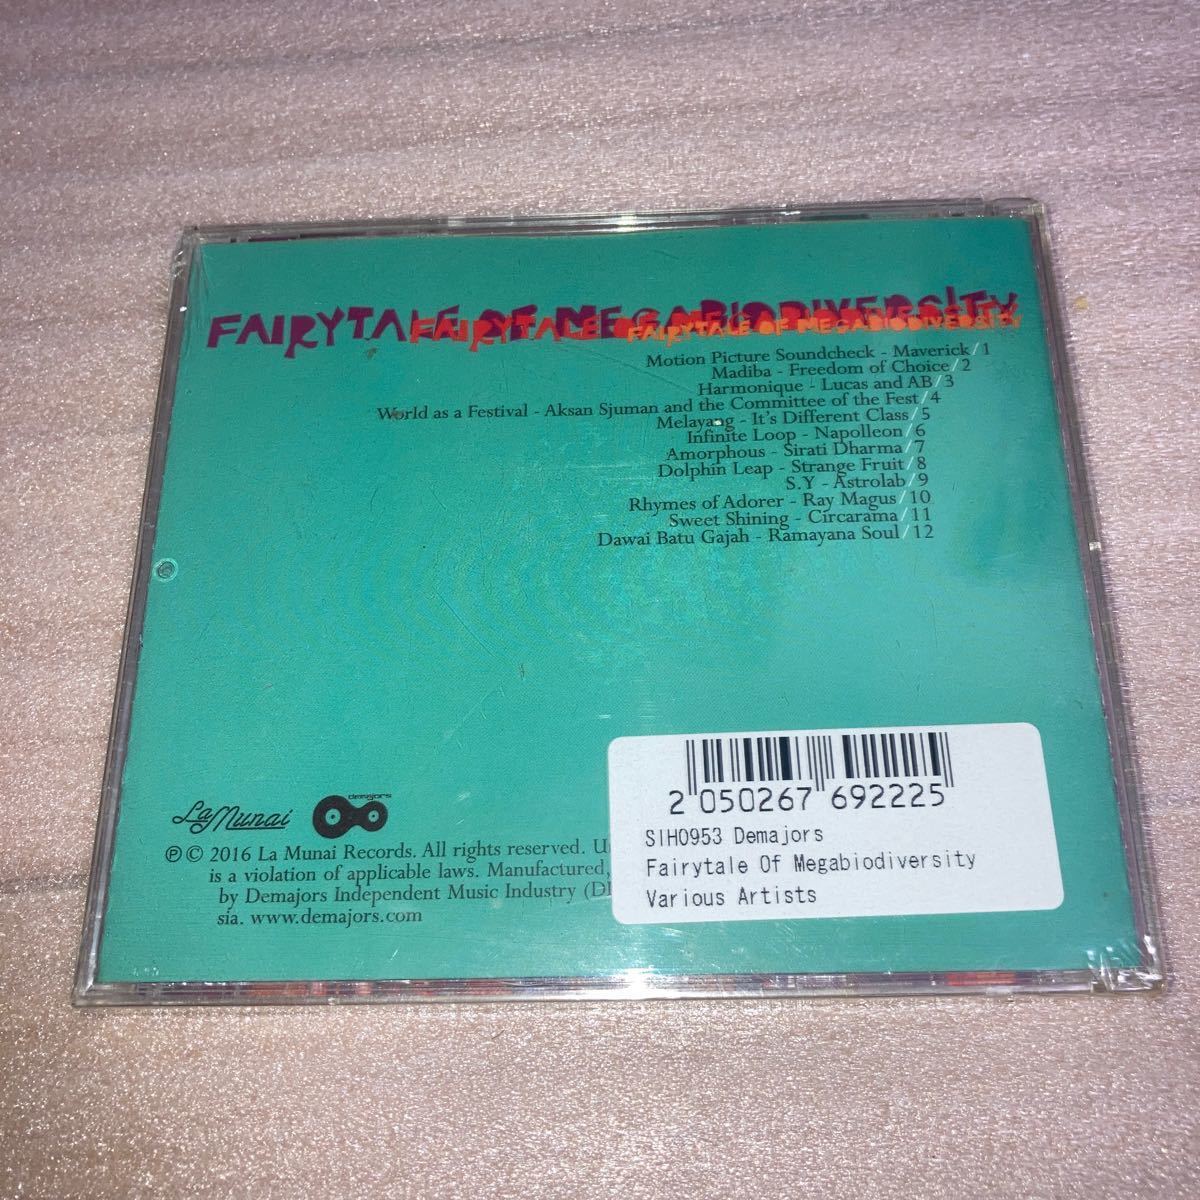 FAIRYTALE OF MEGABIODIVERSITY
FAIRYTALE OF MEGABIODIVERSITY
FAIRYTALE OF MEGABIODIVERSITY
Motion Picture Soundcheck - Maverick/1
Madiba - Freedom of Choice/2
Harmonique - Lucas and AB/3
World as a Festival - Aksan Sjuman and the Committee of the Fest/4
Melayang - It's Different Class/5
Infinite Loop - Napolleon/6
Amorphous - Sirati Dharma/7
Dolphin Leap - Strange Fruit/8
S.Y - Astrolab/9
Rhymes of Adorer - Ray Magus/10
Sweet Shining - Circarama/11
Dawai Batu Gajah - Ramayana Soul/12
La Munai
demajors
℗ © 2016 La Munai Records. All rights reserved.
is a violation of applicable laws. Manufactured,
by Demajors Independent Music Industry
sia. www.demajors.com
2 050267 692225
SIH0953 Demajors
Fairytale Of Megabiodiversity
Various Artists